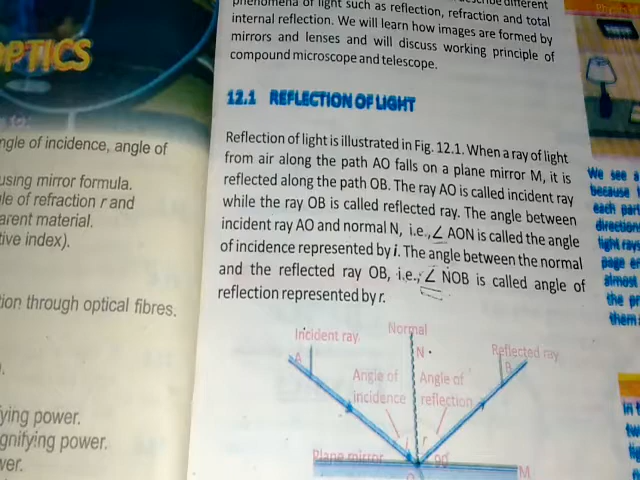 OPTICS
ngle of incidence, angle of
using mirror formula.
le of refraction r and
arent material.
tive index).
ion through optical fibres.
ying power.
gnifying power.
ver.
phenomena of light such as reflection, refraction and total
internal reflection. We will learn how images are formed by
mirrors and lenses and will discuss working principle of
compound microscope and telescope.
12.1 REFLECTION OF LIGHT
Reflection of light is illustrated in Fig. 12.1. When a ray of light
from air along the path AO falls on a plane mirror M, it is
reflected along the path OB. The ray AO is called incident ray
while the ray OB is called reflected ray. The angle between
incident ray AO and normal N, i.e.,∠ AON is called the angle
of incidence represented by i. The angle between the normal
and the reflected ray OB, i.e.,∠ NOB is called angle of
reflection represented by r.
Incident ray
Normal
Reflected ray
A
N
B
Angle of
incidence
Angle of
reflection
i
r
Plane mirror
90°
M
We see a
because
each part
direction
light rays
page en
almost
the pr
them
in t